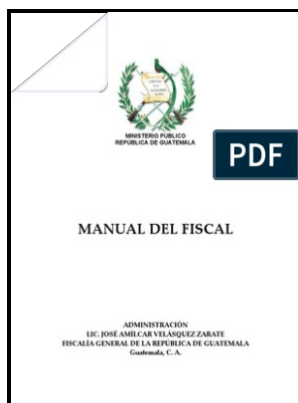 MINISTERIO PÚBLICO
REPÚBLICA DE GUATEMALA
PDF
MANUAL DEL FISCAL
ADMINISTRACIÓN
LIC. JOSÉ AMÍLCAR VELÁSQUEZ ZARATE
FISCALÍA GENERAL DE LA REPÚBLICA DE GUATEMALA
Guatemala, C. A.